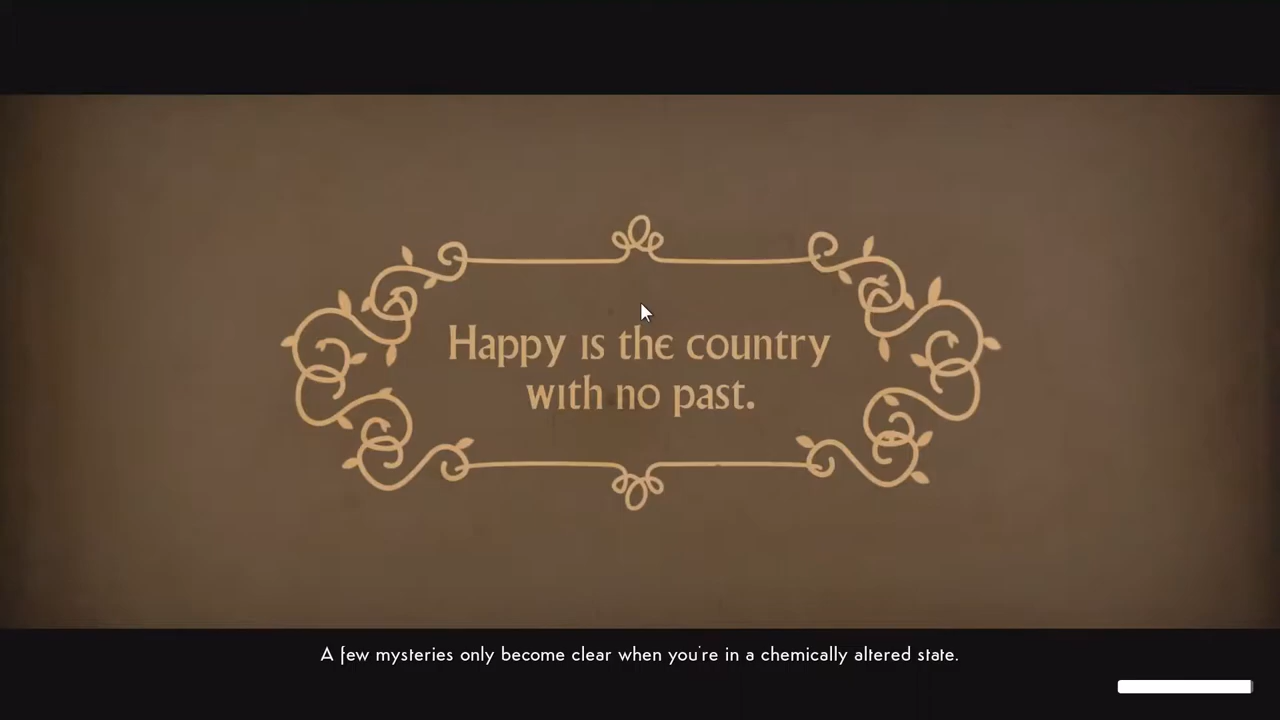 Happy is the country
with no past.
A few mysteries only become clear when you're in a chemically altered state.